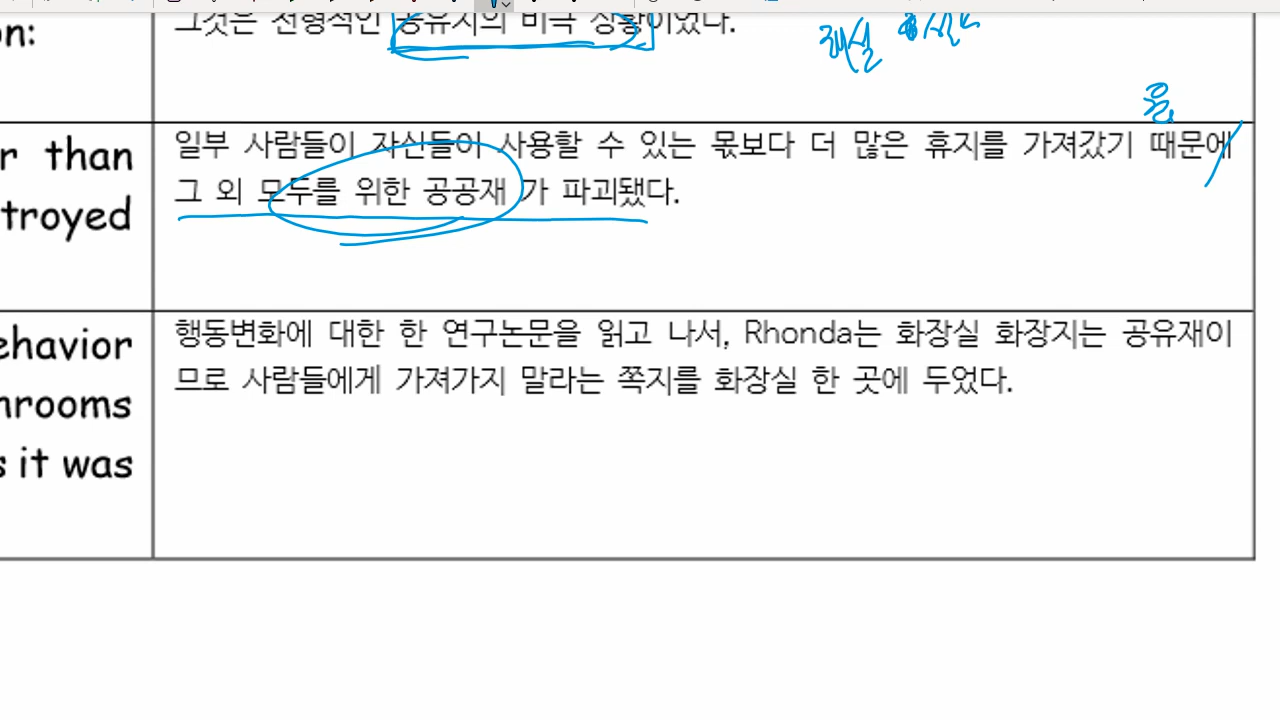 on:
그것은 전형적인 공유지의 비극 상황이었다.
r than
troyed
일부 사람들이 자신들이 사용할 수 있는 몫보다 더 많은 휴지를 가져갔기 때문에
그 외 모두를 위한 공공재 가 파괴됐다.
ehavior
nrooms
s it was
행동변화에 대한 한 연구논문을 읽고 나서, Rhonda는 화장실 화장지는 공유재이
므로 사람들에게 가져가지 말라는 쪽지를 화장실 한 곳에 두었다.